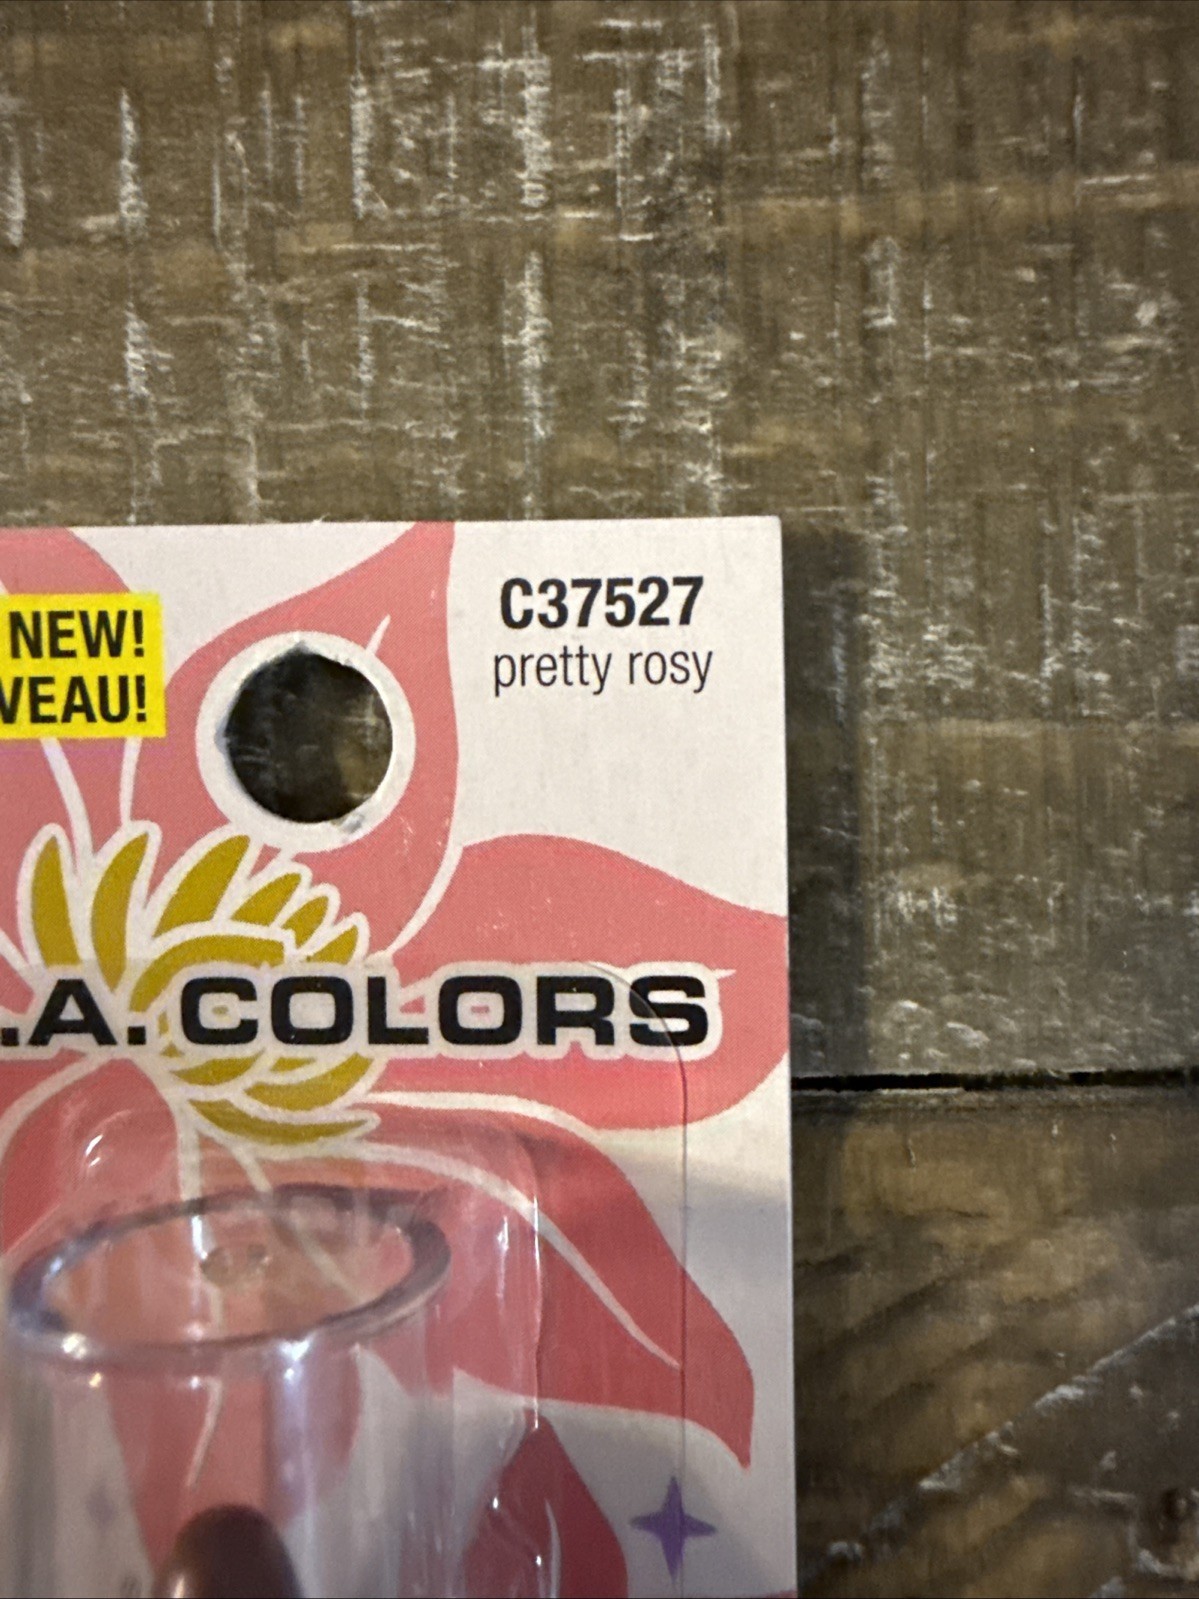 C37527
pretty rosy
NEW!
VEAU!
.A. COLORS